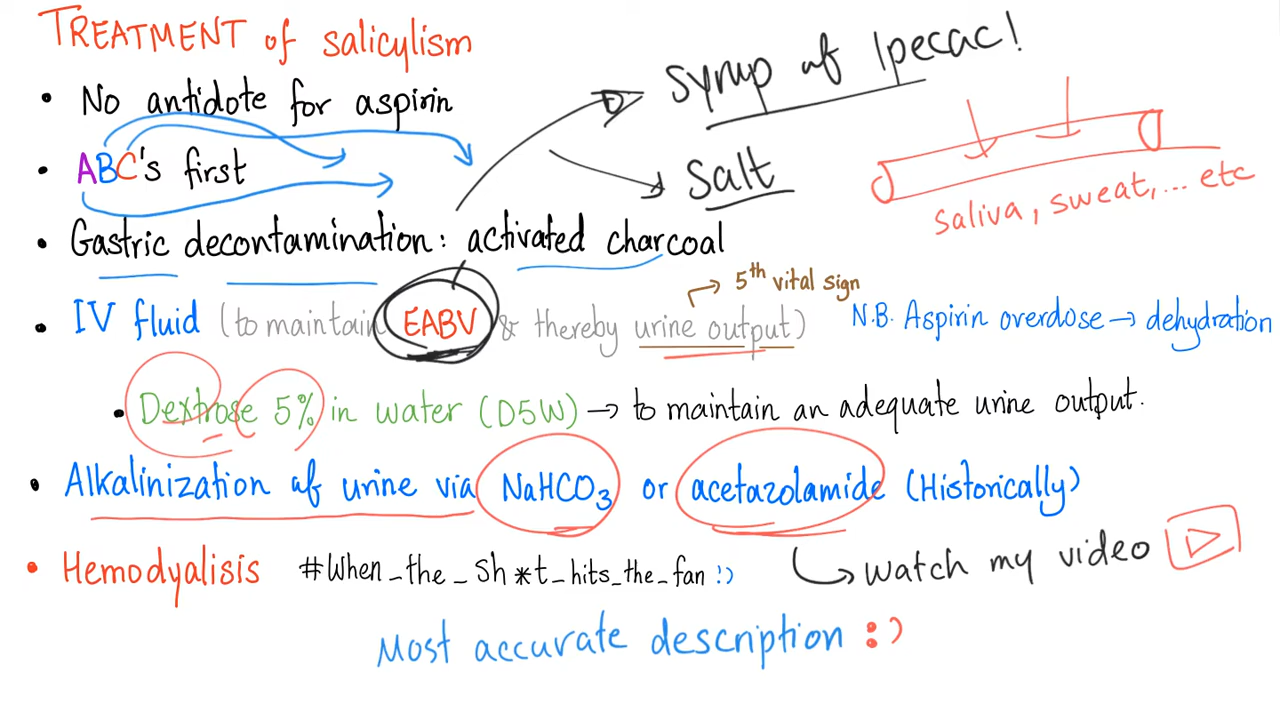 TREATMENT of salicylism
Syrup of Ipecac!
• No antidote for aspirin
• ABC's first
Salt
saliva, sweat, ... etc
• Gastric decontamination: activated charcoal
5th vital sign
• IV fluid (to maintain EABV & thereby urine output)
N.B. Aspirin overdose → dehydration
• Dextrose 5% in water (D5W) → to maintain an adequate urine output.
• Alkalinization of urine via NaHCO3 or acetazolamide (Historically)
• Hemodyalisis #When_the_Sh*t_hits_the_fan :)
watch my video
Most accurate description :)